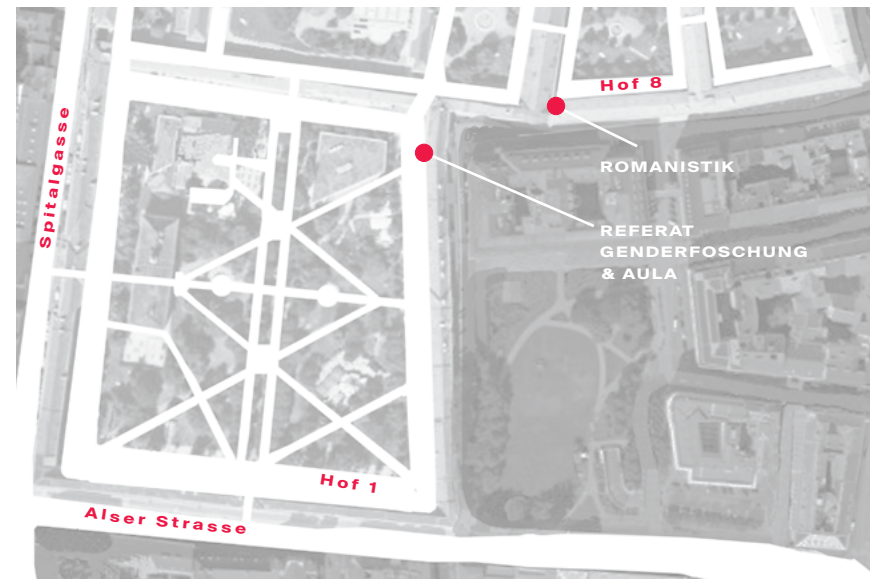 Hof 8
Spitalgasse
ROMANISTIK
REFERAT
GENDERFOSCHUNG
& AULA
Hof 1
Alser Strasse